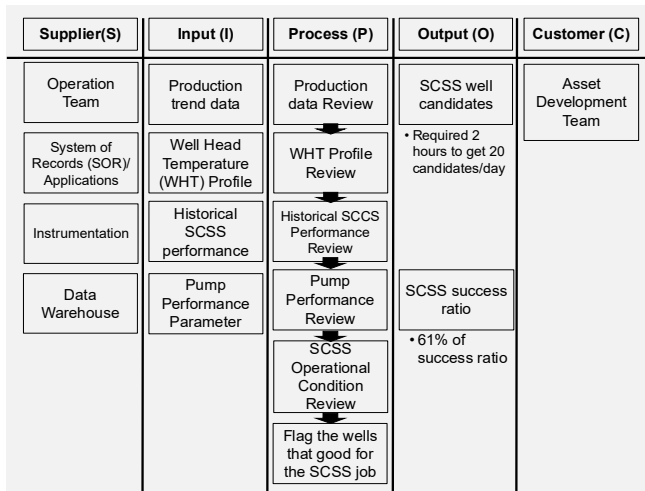 Supplier(S)
Input (I)
Process (P)
Output (O)
Customer (C)
Operation
Team
System of
Records (SOR)/
Applications
Instrumentation
Data
Warehouse
Production
trend data
Well Head
Temperature
(WHT) Profile
Historical
SCSS
performance
Pump
Performance
Parameter
Production
data Review
WHT Profile
Review
Historical SCCS
Performance
Review
Pump
Performance
Review
SCSS
Operational
Condition
Review
Flag the wells
that good for
the SCSS job
SCSS well
candidates
• Required 2
hours to get 20
candidates/day
SCSS success
ratio
• 61% of
success ratio
Asset
Development
Team